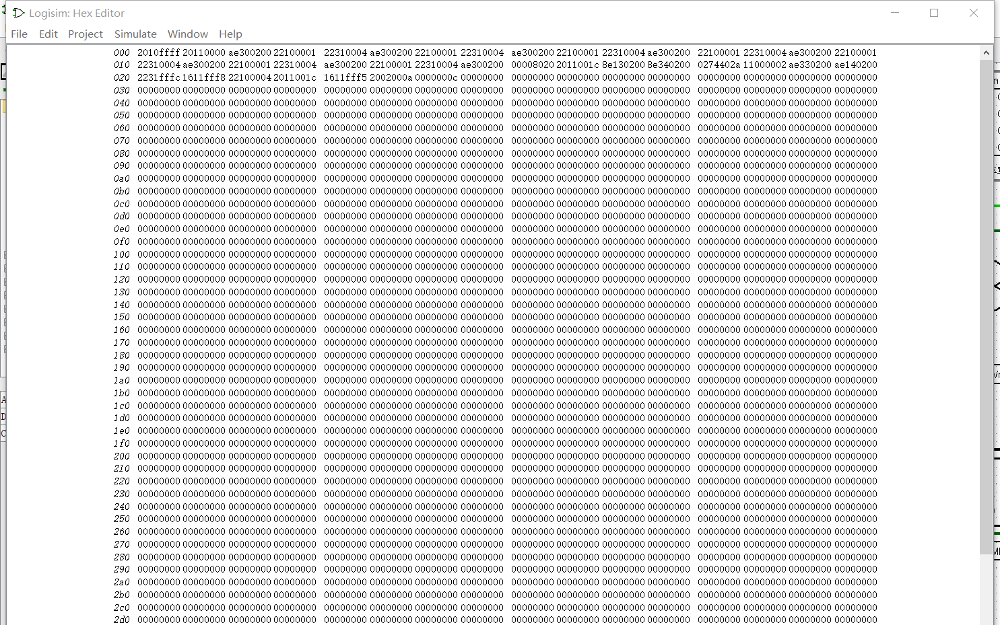 Logisim: Hex Editor
File Edit Project Simulate Window Help
000 2010ffff 20110000 ae300200 22100001 22310004 ae300200 22100001 22310004 ae300200 22100001 22310004 ae300200 22100001 22310004 ae300200 22100001
010 22310004 ae300200 22100001 22310004 ae300200 22100001 22310004 ae300200 00008020 2011001c 8e130200 8e340200 0274402a 11000002 ae330200 ae140200
020 2231fffc 1611fff8 22100004 2011001c 1611fff5 2002000a 0000000c 00000000 00000000 00000000 00000000 00000000 00000000 00000000 00000000 00000000
030 00000000 00000000 00000000 00000000 00000000 00000000 00000000 00000000 00000000 00000000 00000000 00000000 00000000 00000000 00000000 00000000
040 00000000 00000000 00000000 00000000 00000000 00000000 00000000 00000000 00000000 00000000 00000000 00000000 00000000 00000000 00000000 00000000
050 00000000 00000000 00000000 00000000 00000000 00000000 00000000 00000000 00000000 00000000 00000000 00000000 00000000 00000000 00000000 00000000
060 00000000 00000000 00000000 00000000 00000000 00000000 00000000 00000000 00000000 00000000 00000000 00000000 00000000 00000000 00000000 00000000
070 00000000 00000000 00000000 00000000 00000000 00000000 00000000 00000000 00000000 00000000 00000000 00000000 00000000 00000000 00000000 00000000
080 00000000 00000000 00000000 00000000 00000000 00000000 00000000 00000000 00000000 00000000 00000000 00000000 00000000 00000000 00000000 00000000
090 00000000 00000000 00000000 00000000 00000000 00000000 00000000 00000000 00000000 00000000 00000000 00000000 00000000 00000000 00000000 00000000
0a0 00000000 00000000 00000000 00000000 00000000 00000000 00000000 00000000 00000000 00000000 00000000 00000000 00000000 00000000 00000000 00000000
0b0 00000000 00000000 00000000 00000000 00000000 00000000 00000000 00000000 00000000 00000000 00000000 00000000 00000000 00000000 00000000 00000000
0c0 00000000 00000000 00000000 00000000 00000000 00000000 00000000 00000000 00000000 00000000 00000000 00000000 00000000 00000000 00000000 00000000
0d0 00000000 00000000 00000000 00000000 00000000 00000000 00000000 00000000 00000000 00000000 00000000 00000000 00000000 00000000 00000000 00000000
0e0 00000000 00000000 00000000 00000000 00000000 00000000 00000000 00000000 00000000 00000000 00000000 00000000 00000000 00000000 00000000 00000000
0f0 00000000 00000000 00000000 00000000 00000000 00000000 00000000 00000000 00000000 00000000 00000000 00000000 00000000 00000000 00000000 00000000
100 00000000 00000000 00000000 00000000 00000000 00000000 00000000 00000000 00000000 00000000 00000000 00000000 00000000 00000000 00000000 00000000
110 00000000 00000000 00000000 00000000 00000000 00000000 00000000 00000000 00000000 00000000 00000000 00000000 00000000 00000000 00000000 00000000
120 00000000 00000000 00000000 00000000 00000000 00000000 00000000 00000000 00000000 00000000 00000000 00000000 00000000 00000000 00000000 00000000
130 00000000 00000000 00000000 00000000 00000000 00000000 00000000 00000000 00000000 00000000 00000000 00000000 00000000 00000000 00000000 00000000
140 00000000 00000000 00000000 00000000 00000000 00000000 00000000 00000000 00000000 00000000 00000000 00000000 00000000 00000000 00000000 00000000
150 00000000 00000000 00000000 00000000 00000000 00000000 00000000 00000000 00000000 00000000 00000000 00000000 00000000 00000000 00000000 00000000
160 00000000 00000000 00000000 00000000 00000000 00000000 00000000 00000000 00000000 00000000 00000000 00000000 00000000 00000000 00000000 00000000
170 00000000 00000000 00000000 00000000 00000000 00000000 00000000 00000000 00000000 00000000 00000000 00000000 00000000 00000000 00000000 00000000
180 00000000 00000000 00000000 00000000 00000000 00000000 00000000 00000000 00000000 00000000 00000000 00000000 00000000 00000000 00000000 00000000
190 00000000 00000000 00000000 00000000 00000000 00000000 00000000 00000000 00000000 00000000 00000000 00000000 00000000 00000000 00000000 00000000
1a0 00000000 00000000 00000000 00000000 00000000 00000000 00000000 00000000 00000000 00000000 00000000 00000000 00000000 00000000 00000000 00000000
1b0 00000000 00000000 00000000 00000000 00000000 00000000 00000000 00000000 00000000 00000000 00000000 00000000 00000000 00000000 00000000 00000000
1c0 00000000 00000000 00000000 00000000 00000000 00000000 00000000 00000000 00000000 00000000 00000000 00000000 00000000 00000000 00000000 00000000
1d0 00000000 00000000 00000000 00000000 00000000 00000000 00000000 00000000 00000000 00000000 00000000 00000000 00000000 00000000 00000000 00000000
1e0 00000000 00000000 00000000 00000000 00000000 00000000 00000000 00000000 00000000 00000000 00000000 00000000 00000000 00000000 00000000 00000000
1f0 00000000 00000000 00000000 00000000 00000000 00000000 00000000 00000000 00000000 00000000 00000000 00000000 00000000 00000000 00000000 00000000
200 00000000 00000000 00000000 00000000 00000000 00000000 00000000 00000000 00000000 00000000 00000000 00000000 00000000 00000000 00000000 00000000
210 00000000 00000000 00000000 00000000 00000000 00000000 00000000 00000000 00000000 00000000 00000000 00000000 00000000 00000000 00000000 00000000
220 00000000 00000000 00000000 00000000 00000000 00000000 00000000 00000000 00000000 00000000 00000000 00000000 00000000 00000000 00000000 00000000
230 00000000 00000000 00000000 00000000 00000000 00000000 00000000 00000000 00000000 00000000 00000000 00000000 00000000 00000000 00000000 00000000
240 00000000 00000000 00000000 00000000 00000000 00000000 00000000 00000000 00000000 00000000 00000000 00000000 00000000 00000000 00000000 00000000
250 00000000 00000000 00000000 00000000 00000000 00000000 00000000 00000000 00000000 00000000 00000000 00000000 00000000 00000000 00000000 00000000
260 00000000 00000000 00000000 00000000 00000000 00000000 00000000 00000000 00000000 00000000 00000000 00000000 00000000 00000000 00000000 00000000
270 00000000 00000000 00000000 00000000 00000000 00000000 00000000 00000000 00000000 00000000 00000000 00000000 00000000 00000000 00000000 00000000
280 00000000 00000000 00000000 00000000 00000000 00000000 00000000 00000000 00000000 00000000 00000000 00000000 00000000 00000000 00000000 00000000
290 00000000 00000000 00000000 00000000 00000000 00000000 00000000 00000000 00000000 00000000 00000000 00000000 00000000 00000000 00000000 00000000
2a0 00000000 00000000 00000000 00000000 00000000 00000000 00000000 00000000 00000000 00000000 00000000 00000000 00000000 00000000 00000000 00000000
2b0 00000000 00000000 00000000 00000000 00000000 00000000 00000000 00000000 00000000 00000000 00000000 00000000 00000000 00000000 00000000 00000000
2c0 00000000 00000000 00000000 00000000 00000000 00000000 00000000 00000000 00000000 00000000 00000000 00000000 00000000 00000000 00000000 00000000
2d0 00000000 00000000 00000000 00000000 00000000 00000000 00000000 00000000 00000000 00000000 00000000 00000000 00000000 00000000 00000000 00000000